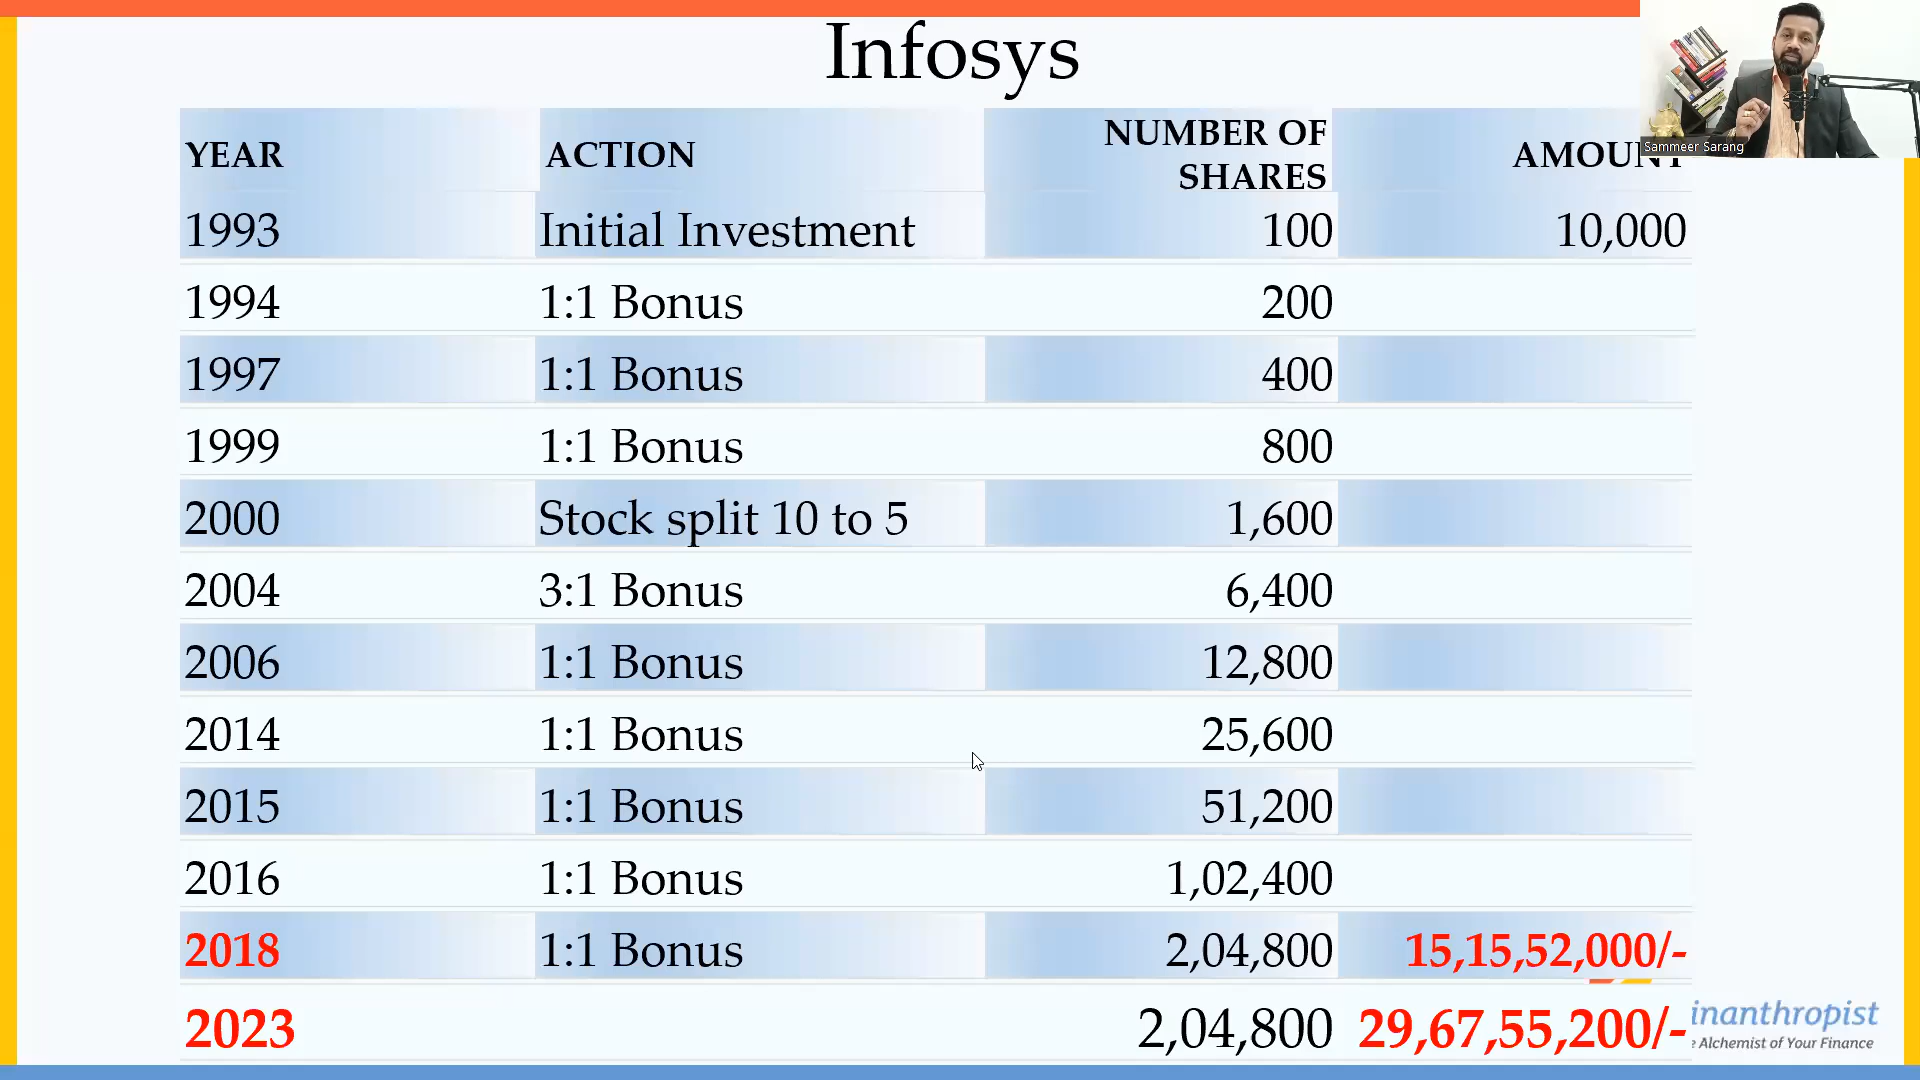 Infosys
YEAR ACTION NUMBER OF SHARES AMOUNT
1993 Initial Investment 100 10,000
1994 1:1 Bonus 200
1997 1:1 Bonus 400
1999 1:1 Bonus 800
2000 Stock split 10 to 5 1,600
2004 3:1 Bonus 6,400
2006 1:1 Bonus 12,800
2014 1:1 Bonus 25,600
2015 1:1 Bonus 51,200
2016 1:1 Bonus 1,02,400
2018 1:1 Bonus 2,04,800 15,15,52,000/-
2023 2,04,800 29,67,55,200/-
Sammeer Sarang
inanthropist
Alchemist of Your Finance